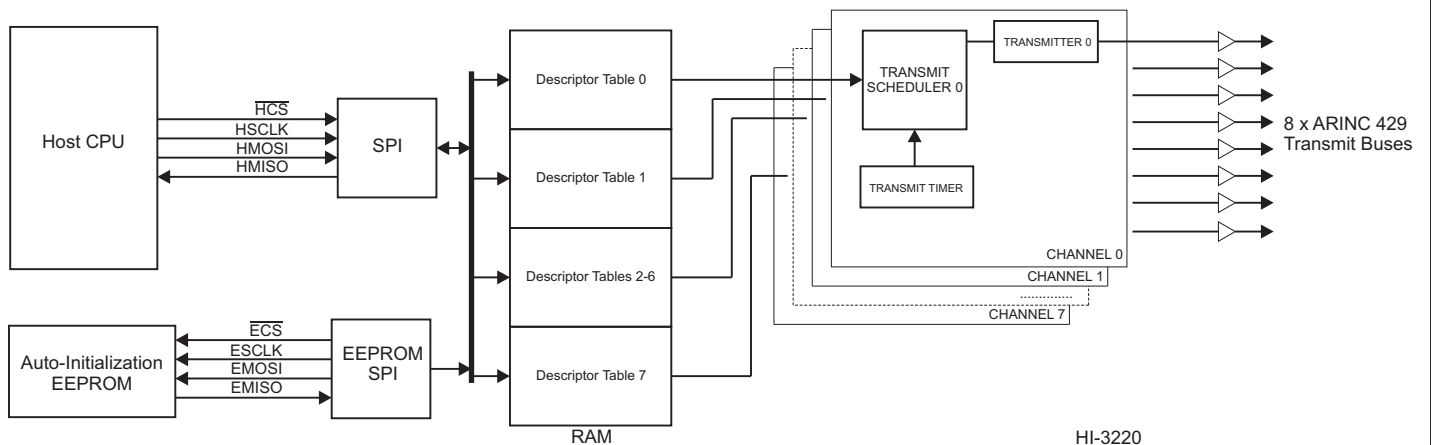 Host CPU
HCS
HSCLK
HMOSI
HMISO
SPI
Auto-Initialization
EEPROM
ECS
ESCLK
EMOSI
EMISO
EEPROM
SPI
Descriptor Table 0
Descriptor Table 1
Descriptor Tables 2-6
Descriptor Table 7
RAM
TRANSMIT
SCHEDULER 0
TRANSMITTER 0
TRANSMIT TIMER
CHANNEL 0
CHANNEL 1
............
CHANNEL 7
8 x ARINC 429
Transmit Buses
HI-3220